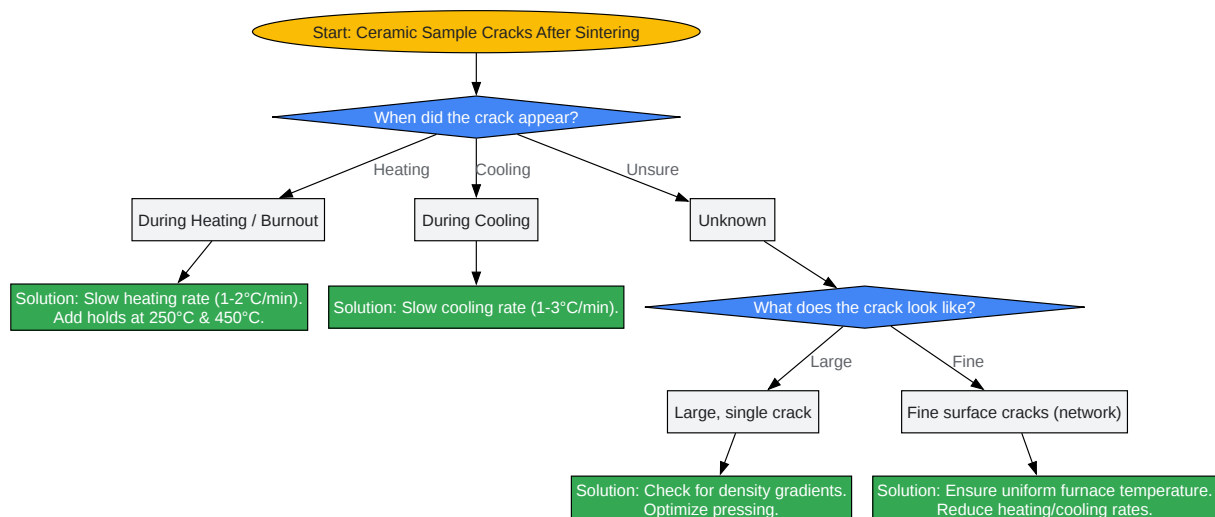 Start: Ceramic Sample Cracks After Sintering
When did the crack appear?
Heating
Cooling
Unsure
During Heating / Burnout
During Cooling
Unknown
Solution: Slow heating rate (1-2°C/min).
Add holds at 250°C & 450°C.
Solution: Slow cooling rate (1-3°C/min).
What does the crack look like?
Large
Fine
Large, single crack
Fine surface cracks (network)
Solution: Check for density gradients.
Optimize pressing.
Solution: Ensure uniform furnace temperature.
Reduce heating/cooling rates.